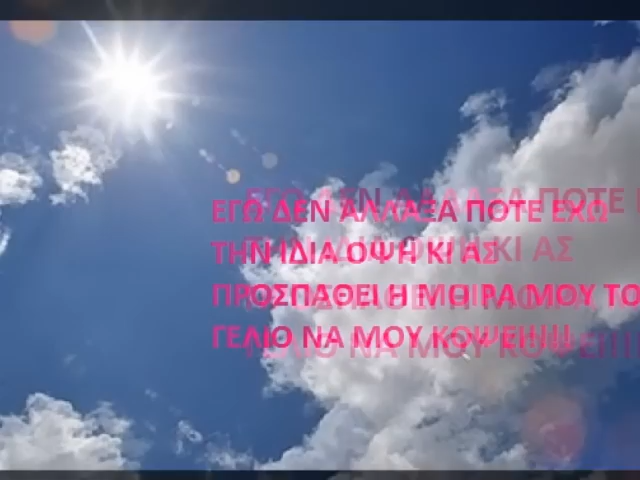 ΕΓΩ ΔΕΝ ΑΛΛΑΞΑ ΠΟΤΕ ΕΧΩ
ΤΗΝ ΙΔΙΑ ΟΨΗ ΚΙ ΑΣ
ΠΡΟΣΠΑΘΕΙ Η ΜΟΙΡΑ ΜΟΥ ΤΟ
ΓΕΛΙΟ ΝΑ ΜΟΥ ΚΟΨΕΙ!!!!